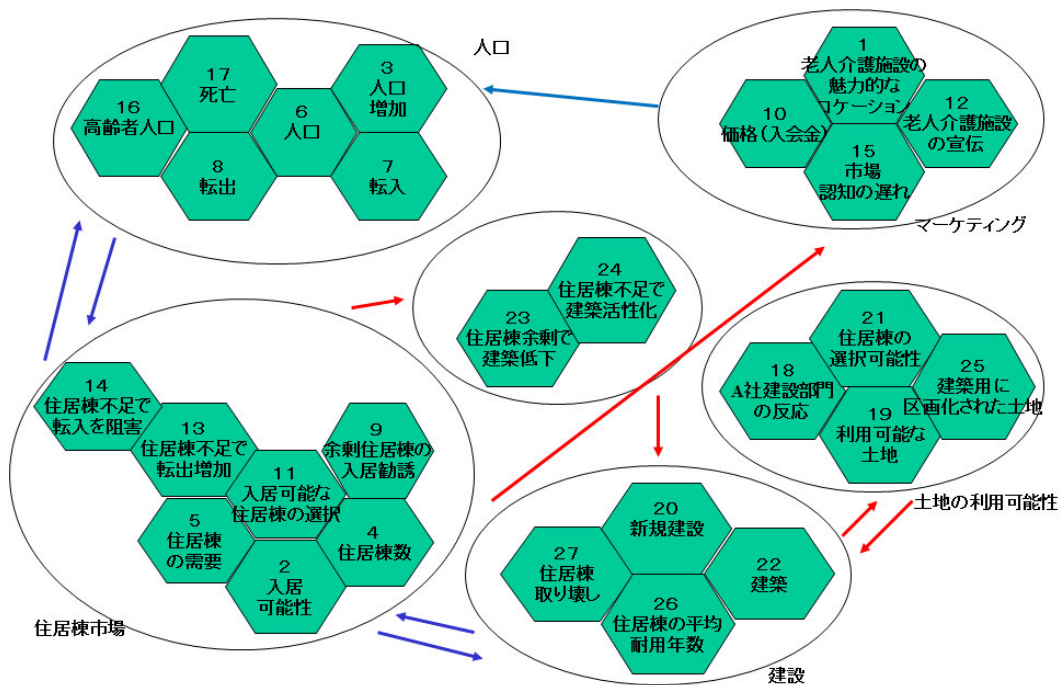 人口
17
死亡
3
人口
増加
16
高齢者人口
6
人口
8
転出
7
転入
1
老人介護施設の
魅力的な
ロケーション
10
価格(入会金)
12
老人介護施設
の宣伝
15
市場
認知の遅れ
マーケティング
24
住居棟不足で
建築活性化
23
住居棟余剰で
建築低下
21
住居棟の
選択可能性
18
A社建設部門
の反応
25
建築用に
区画化された土地
19
利用可能な
土地
土地の利用可能性
14
住居棟不足で
転入を阻害
13
住居棟不足で
転出増加
9
余剰住居棟の
入居勧誘
11
入居可能な
住居棟の選択
5
住居棟
の需要
4
住居棟数
2
入居
可能性
住居棟市場
20
新規建設
27
住居棟
取り壊し
22
建築
26
住居棟の平均
耐用年数
建設